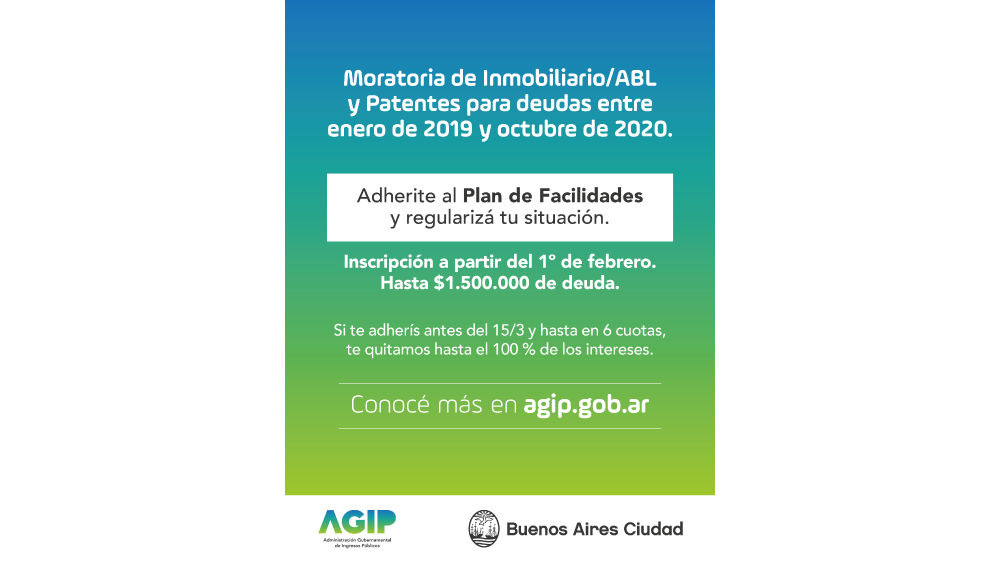 Moratoria de Inmobiliario/ABL
y Patentes para deudas entre
enero de 2019 y octubre de 2020.
Adherite al Plan de Facilidades
y regularizá tu situación.
Inscripción a partir del 1º de febrero.
Hasta $1.500.000 de deuda.
Si te adherís antes del 15/3 y hasta en 6 cuotas,
te quitamos hasta el 100 % de los intereses.
Conocé más en agip.gob.ar
AGIP
Administración Gubernamental
de Ingresos Públicos
Buenos Aires Ciudad